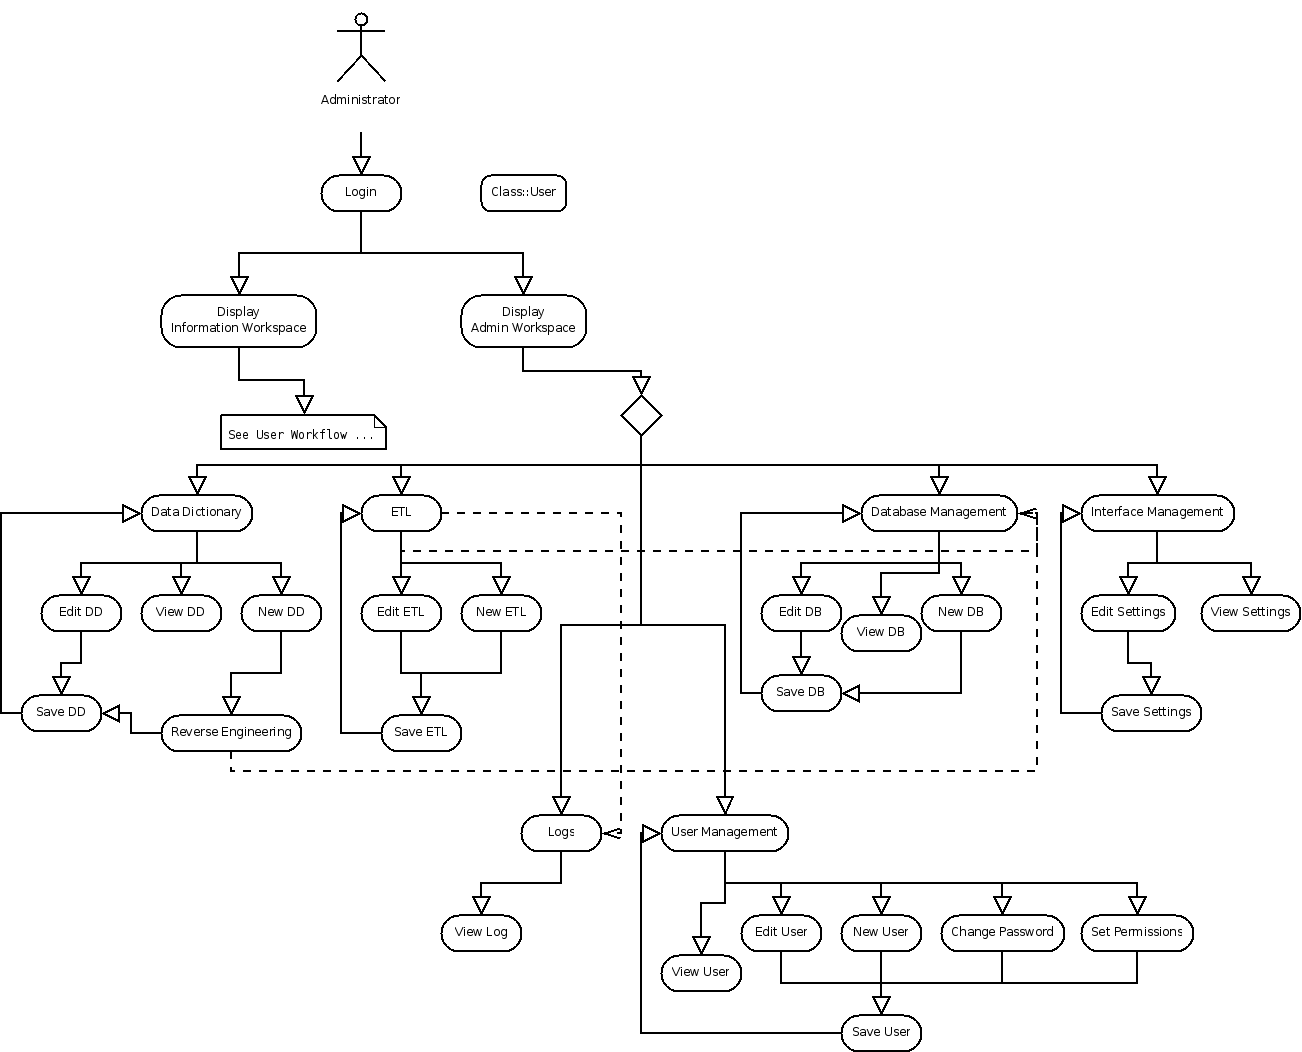 Administrator
Login
Class::User
Display
Information Workspace
Display
Admin Workspace
See User Workflow ...
Data Dictionary
ETL
Database Management
Interface Management
Edit DD
View DD
New DD
Edit ETL
New ETL
Edit DB
View DB
New DB
Edit Settings
View Settings
Save DD
Reverse Engineering
Save ETL
Save DB
Save Settings
Logs
User Management
View Log
View User
Edit User
New User
Change Password
Set Permissions
Save User